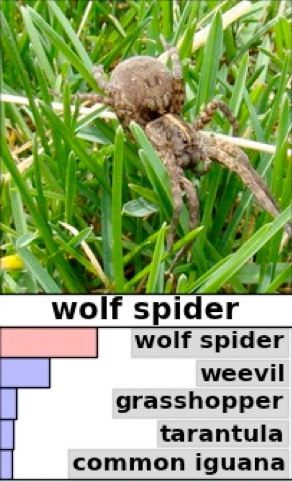 wolf spider
wolf spider
weevil
grasshopper
tarantula
common iguana